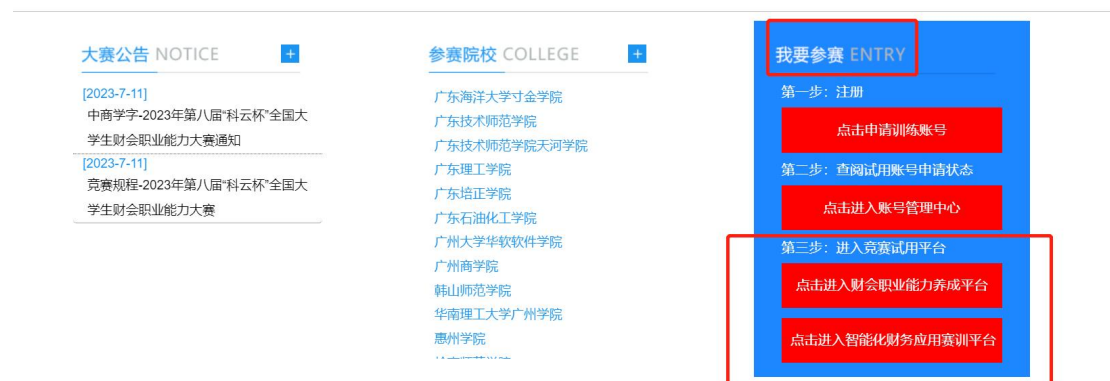 大赛公告 NOTICE +
[2023-7-11]
中商学字-2023年第八届“科云杯”全国大
学生财会职业能力大赛通知
[2023-7-11]
竞赛规程-2023年第八届“科云杯”全国大
学生财会职业能力大赛
参赛院校 COLLEGE +
广东海洋大学寸金学院
广东技术师范学院
广东技术师范学院天河学院
广东理工学院
广东培正学院
广东石油化工学院
广州大学华软软件学院
广州商学院
韩山师范学院
华南理工大学广州学院
惠州学院
我要参赛 ENTRY
第一步：注册
点击申请训练账号
第二步：查阅试用账号申请状态
点击进入账号管理中心
第三步：进入竞赛试用平台
点击进入财会职业能力养成平台
点击进入智能化财务应用赛训平台